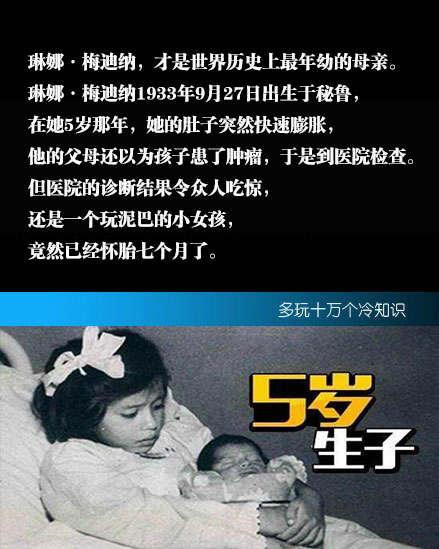 琳娜·梅迪纳，才是世界历史上最年幼的母亲。
琳娜·梅迪纳1933年9月27日出生于秘鲁，
在她5岁那年，她的肚子突然快速膨胀，
他的父母还以为孩子患了肿瘤，于是到医院检查。
但医院的诊断结果令众人吃惊，
还是一个玩泥巴的小女孩，
竟然已经怀胎七个月了。
多玩十万个冷知识
5岁
生子